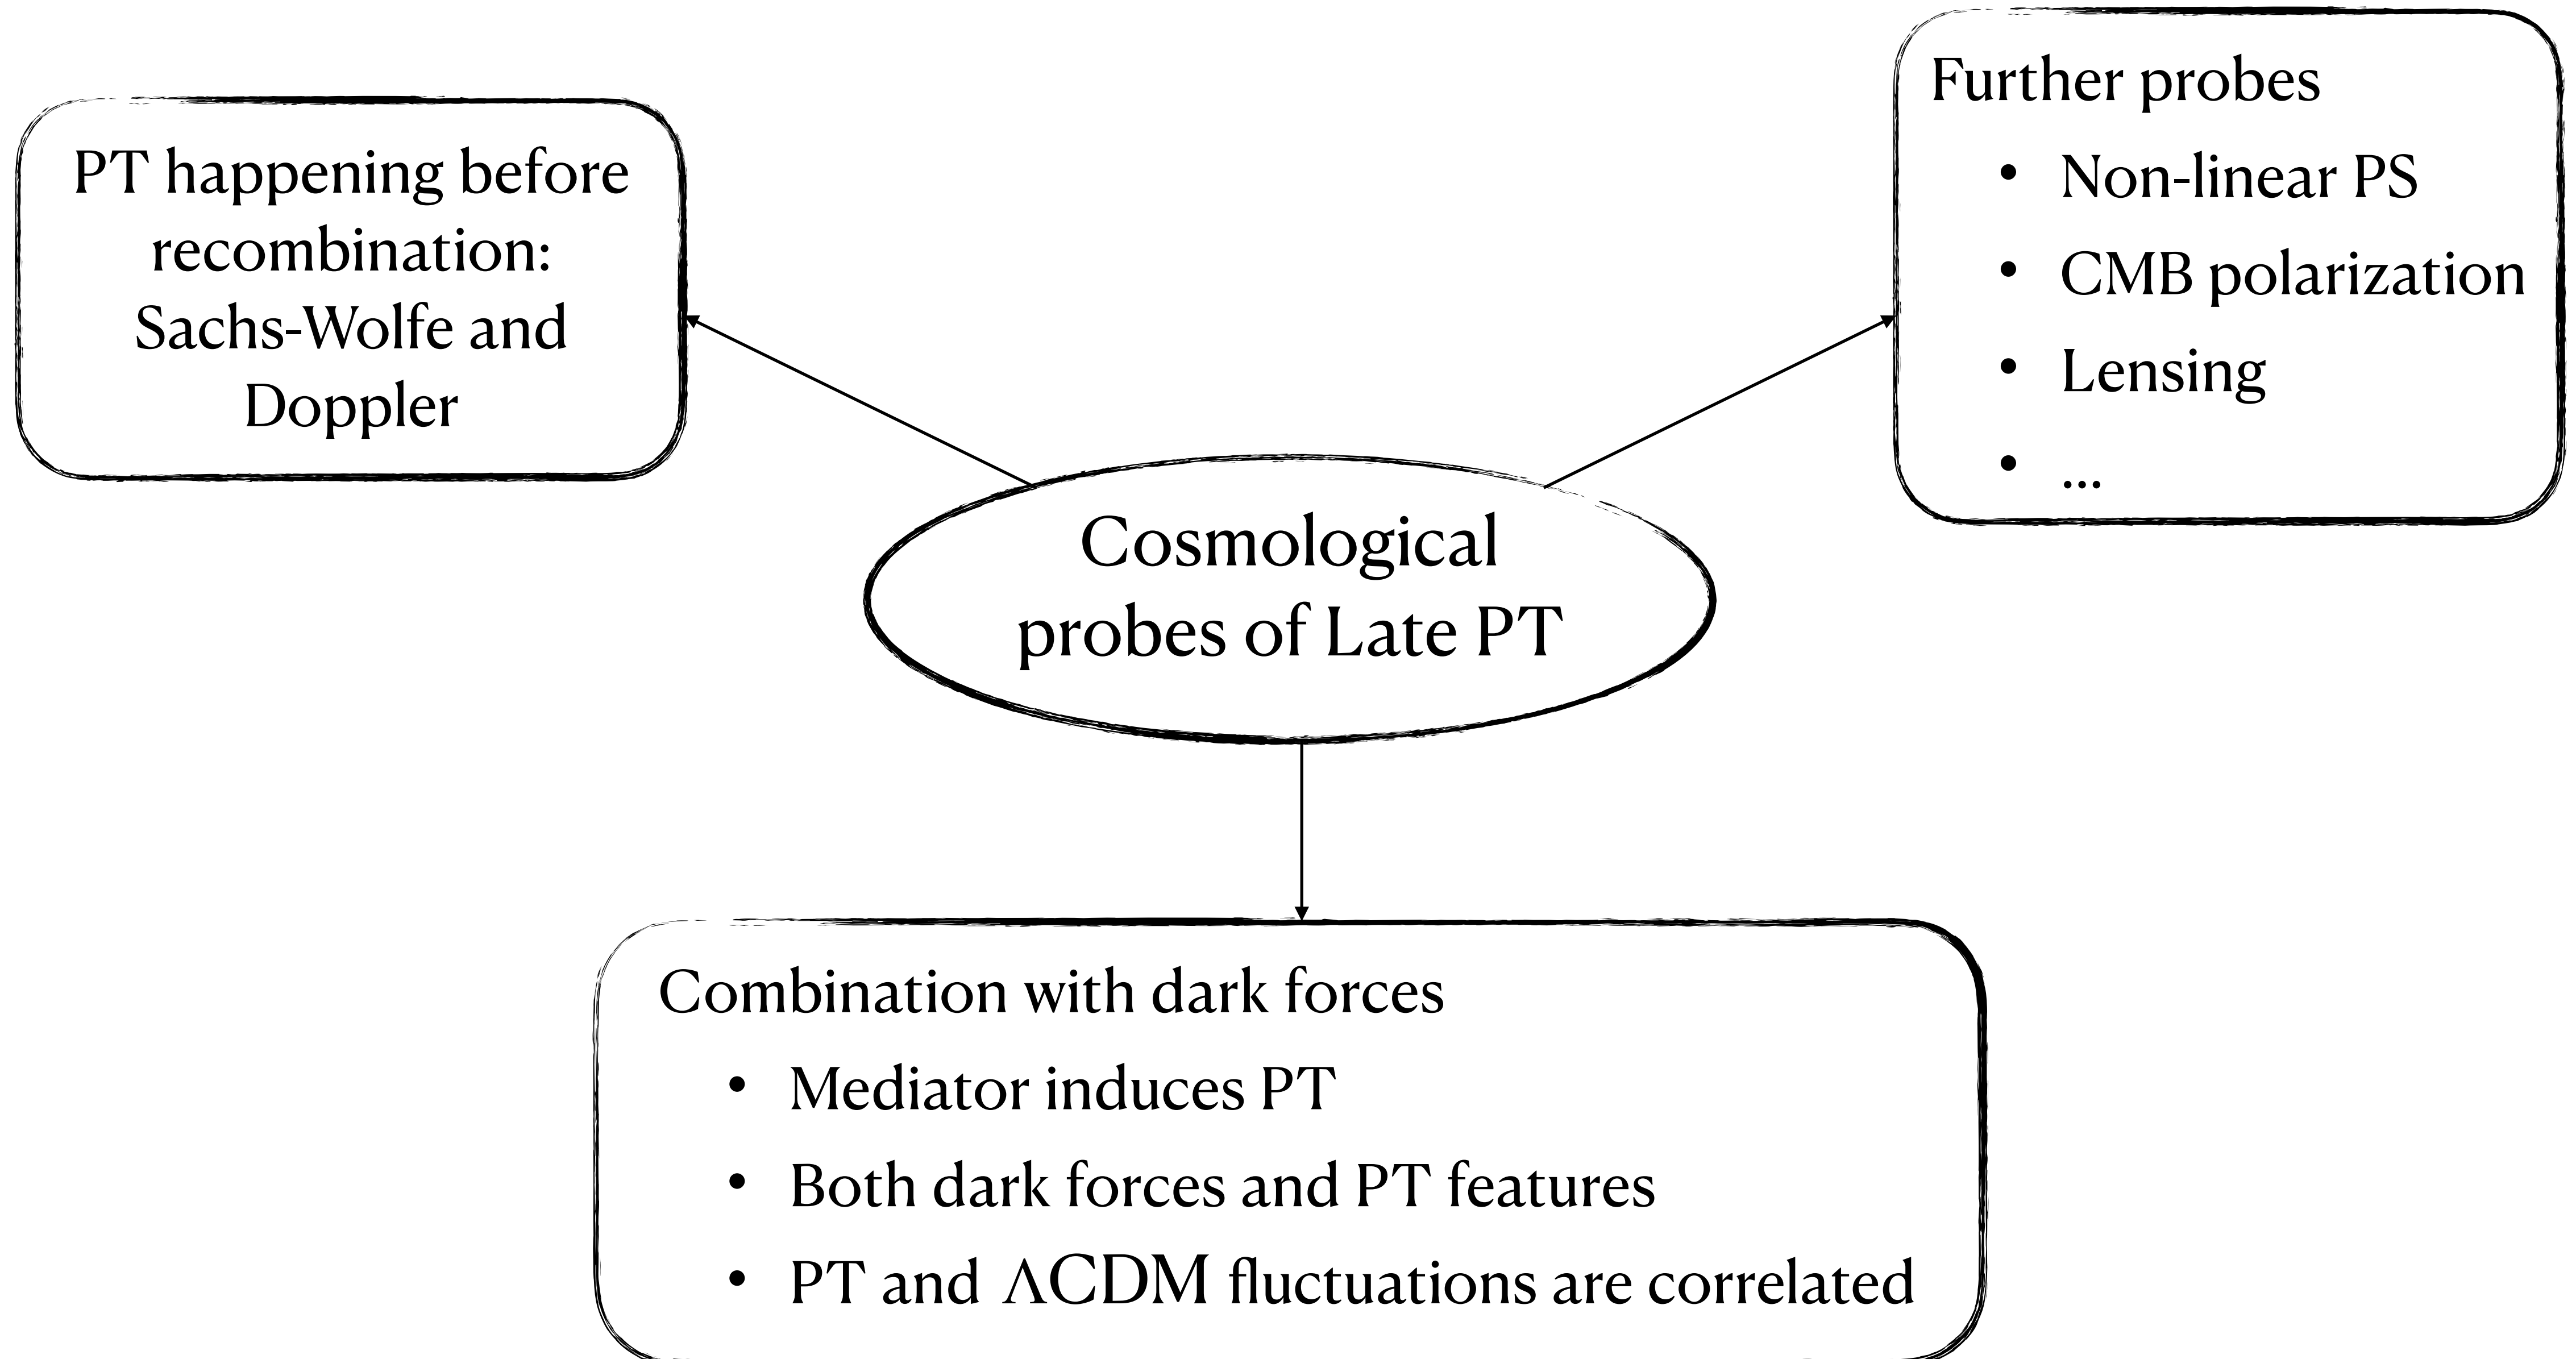 PT happening before
recombination:
Sachs-Wolfe and
Doppler
Further probes
• Non-linear PS
• CMB polarization
• Lensing
• ...
Cosmological
probes of Late PT
Combination with dark forces
• Mediator induces PT
• Both dark forces and PT features
• PT and ΛCDM fluctuations are correlated